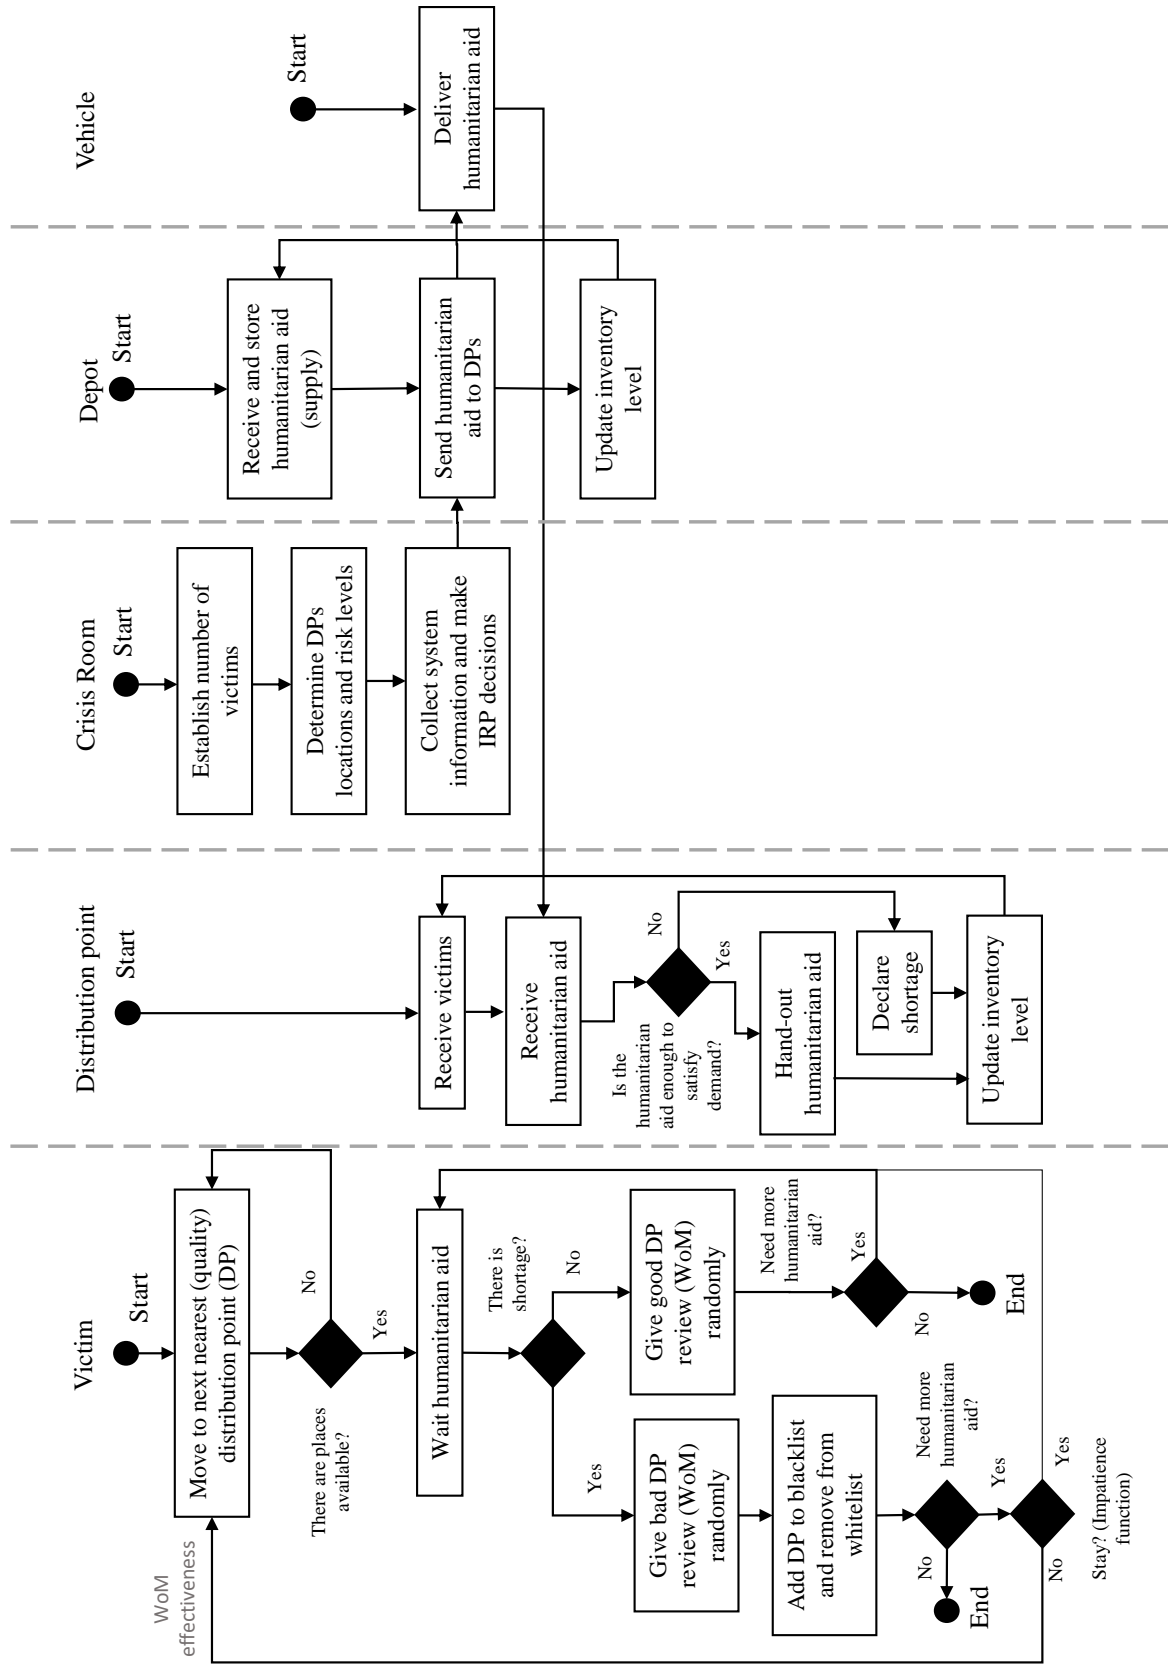 Victim
Start
Move to next nearest (quality)
distribution point (DP)
WoM
effectiveness
There are places
available?
No
Yes
Wait humanitarian aid
There is
shortage?
Yes
No
Give bad DP
review (WoM)
randomly
Give good DP
review (WoM)
randomly
Add DP to blacklist
and remove from
whitelist
Need more
humanitarian
aid?
Yes
No
End
Need more
humanitarian
aid?
No
Yes
End
Stay? (Impatience
function)
No
Yes
Distribution point
Start
Receive victims
Receive
humanitarian aid
Is the
humanitarian
aid enough to
satisfy
demand?
No
Yes
Hand-out
humanitarian aid
Declare
shortage
Update inventory
level
Crisis Room
Start
Establish number of
victims
Determine DPs
locations and risk levels
Collect system
information and make
IRP decisions
Depot
Start
Receive and store
humanitarian aid
(supply)
Send humanitarian
aid to DPs
Update inventory
level
Vehicle
Start
Deliver
humanitarian aid